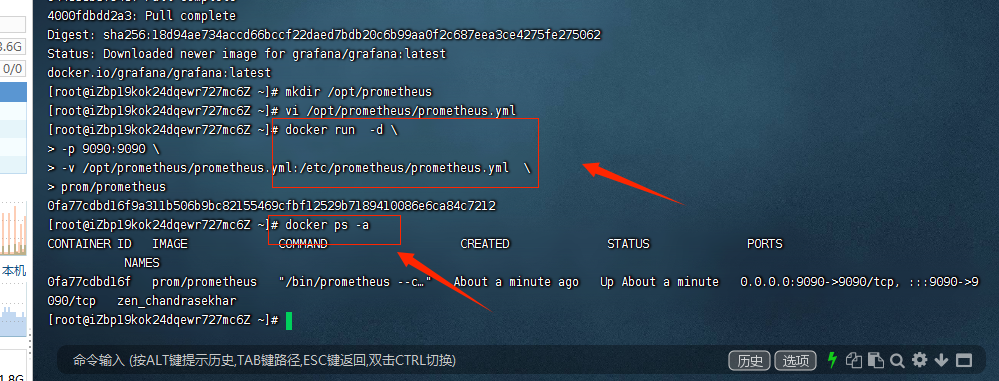 4000fdbdd2a3: Pull complete
Digest: sha256:18d94ae734accd66bccf22daed7bdb20c6b99aa0f2c687eea3ce4275fe275062
3.6G
Status: Downloaded newer image for grafana/grafana:latest
0/0
docker.io/grafana/grafana:latest
[root@iZbp19kok24dqewr727mc6Z ~]# mkdir /opt/prometheus
[root@iZbp19kok24dqewr727mc6Z ~]# vi /opt/prometheus/prometheus.yml
[root@iZbp19kok24dqewr727mc6Z ~]# docker run  -d \
> -p 9090:9090 \
> -v /opt/prometheus/prometheus.yml:/etc/prometheus/prometheus.yml  \
> prom/prometheus
0fa77cdbd16f9a311b506b9bc82155469cfbf12529b7189410086e6ca84c7212
[root@iZbp19kok24dqewr727mc6Z ~]# docker ps -a
CONTAINER ID   IMAGE             COMMAND                  CREATED              STATUS              PORTS
NAMES
本机
0fa77cdbd16f   prom/prometheus   "/bin/prometheus --c…"   About a minute ago   Up About a minute   0.0.0.0:9090->9090/tcp, :::9090->9
090/tcp   zen_chandrasekhar
[root@iZbp19kok24dqewr727mc6Z ~]#
命令输入 (按ALT键提示历史,TAB键路径,ESC键返回,双击CTRL切换)
历史 选项
1.8G